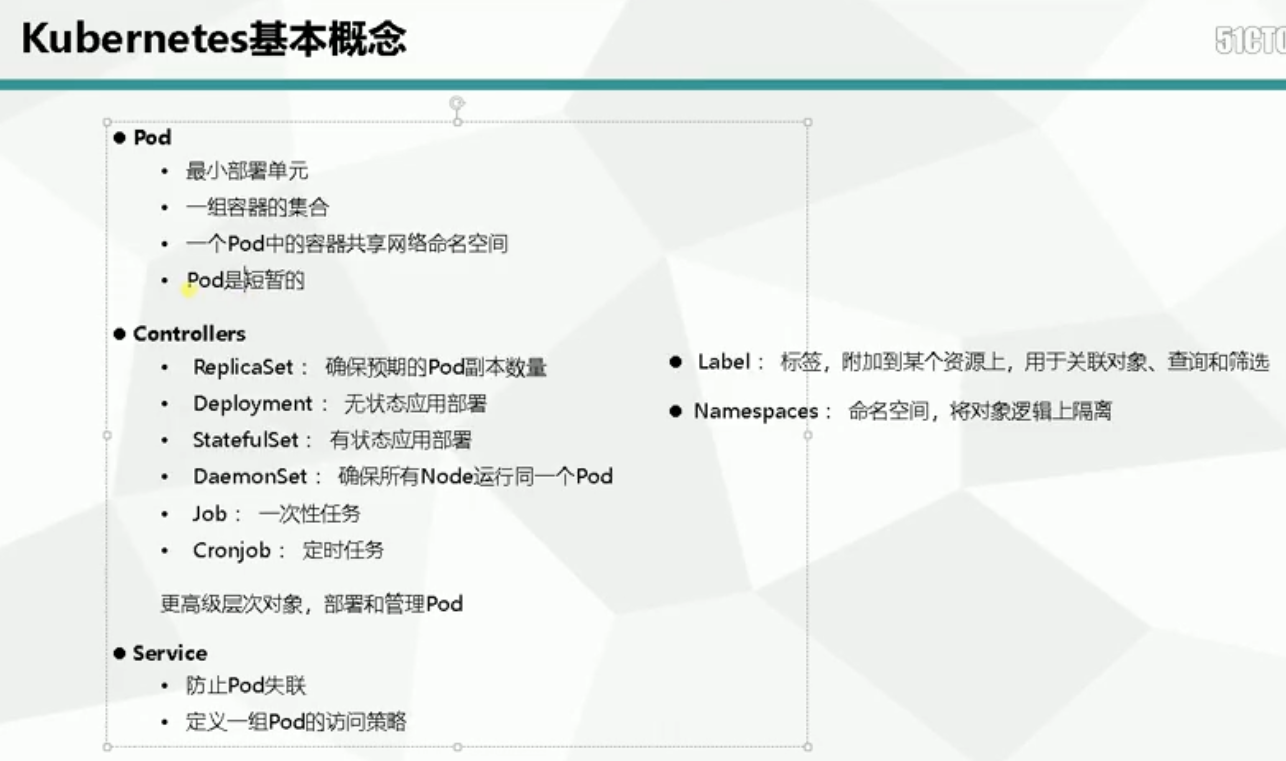 Kubernetes基本概念
51CTO
● Pod
• 最小部署单元
• 一组容器的集合
• 一个Pod中的容器共享网络命名空间
• Pod是短暂的
● Controllers
• ReplicaSet： 确保预期的Pod副本数量
• Deployment： 无状态应用部署
• StatefulSet： 有状态应用部署
• DaemonSet： 确保所有Node运行同一个Pod
• Job： 一次性任务
• Cronjob： 定时任务
更高级层次对象，部署和管理Pod
● Service
• 防止Pod失联
• 定义一组Pod的访问策略
● Label： 标签，附加到某个资源上，用于关联对象、查询和筛选
● Namespaces： 命名空间，将对象逻辑上隔离